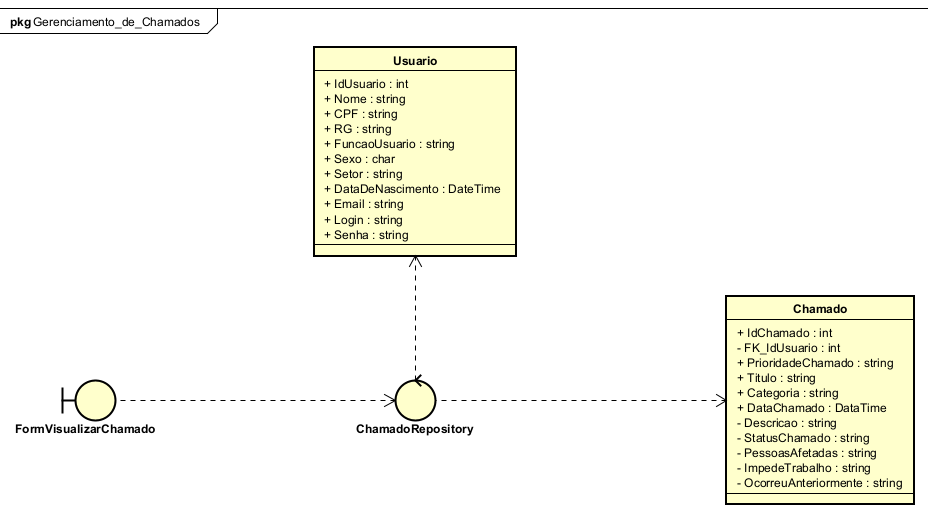 pkg Gerenciamento_de_Chamados
Usuario
+ IdUsuario : int
+ Nome : string
+ CPF : string
+ RG : string
+ FuncaoUsuario : string
+ Sexo : char
+ Setor : string
+ DataDeNascimento : DateTime
+ Email : string
+ Login : string
+ Senha : string
Chamado
+ IdChamado : int
- FK_IdUsuario : int
+ PrioridadeChamado : string
+ Titulo : string
+ Categoria : string
+ DataChamado : DataTime
- Descricao : string
- StatusChamado : string
- PessoasAfetadas : string
- ImpedeTrabalho : string
- OcorreuAnteriormente : string
FormVisualizarChamado
ChamadoRepository